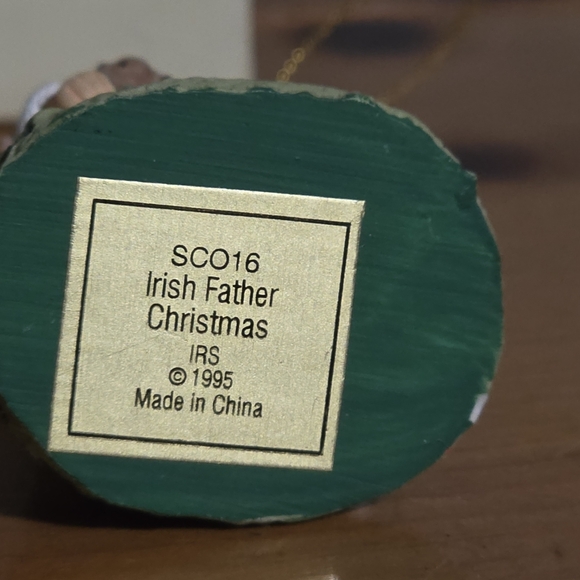 SCO16
Irish Father
Christmas
IRS
© 1995
Made in China